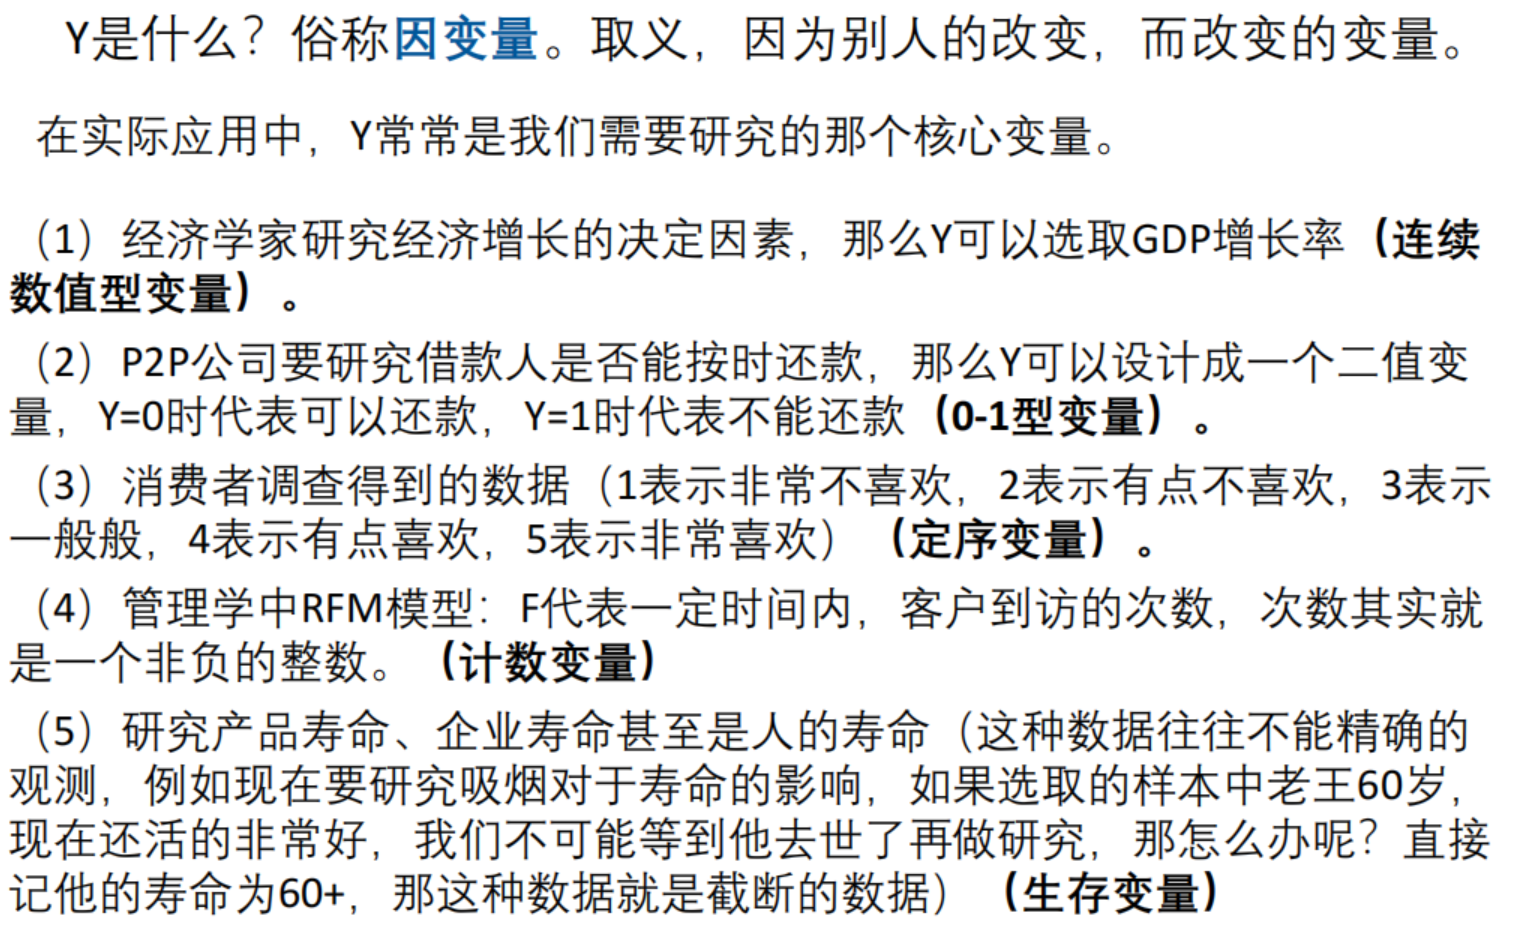 Y是什么？俗称因变量。取义，因为别人的改变，而改变的变量。
在实际应用中，Y常常是我们需要研究的那个核心变量。
（1）经济学家研究经济增长的决定因素，那么Y可以选取GDP增长率（连续
数值型变量）。
（2）P2P公司要研究借款人是否能按时还款，那么Y可以设计成一个二值变
量，Y=0时代表可以还款，Y=1时代表不能还款（0-1型变量）。
（3）消费者调查得到的数据（1表示非常不喜欢，2表示有点不喜欢，3表示
一般般，4表示有点喜欢，5表示非常喜欢）（定序变量）。
（4）管理学中RFM模型：F代表一定时间内，客户到访的次数，次数其实就
是一个非负的整数。（计数变量）
（5）研究产品寿命、企业寿命甚至是人的寿命（这种数据往往不能精确的
观测，例如现在要研究吸烟对于寿命的影响，如果选取的样本中老王60岁，
现在还活的非常好，我们不可能等到他去世了再做研究，那怎么办呢？直接
记他的寿命为60+，那这种数据就是截断的数据）（生存变量）